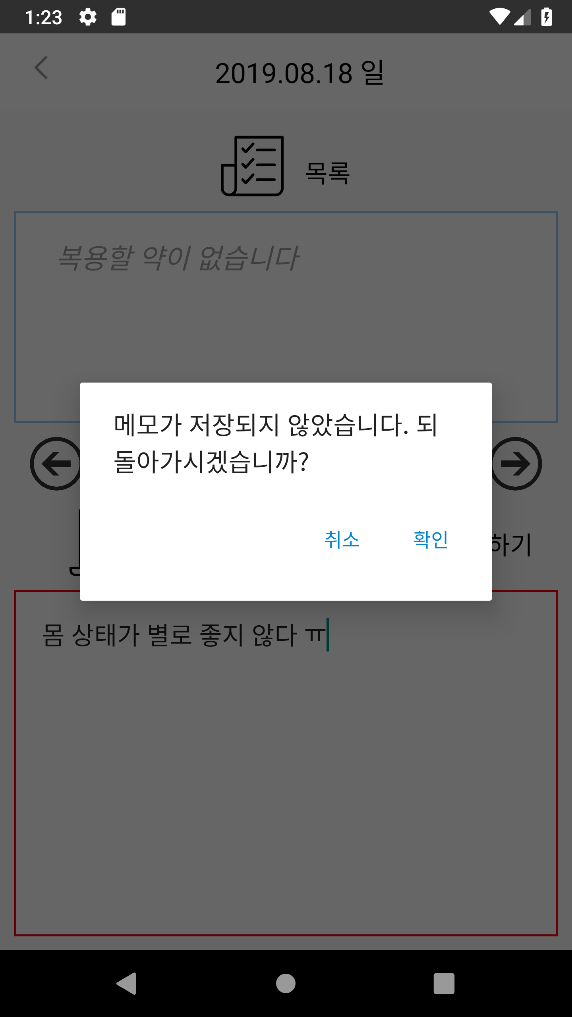 1:23
2019.08.18 일
목록
복용할 약이 없습니다
메모가 저장되지 않았습니다. 되
돌아가시겠습니까?
취소 확인
하기
몸 상태가 별로 좋지 않다 ㅠ